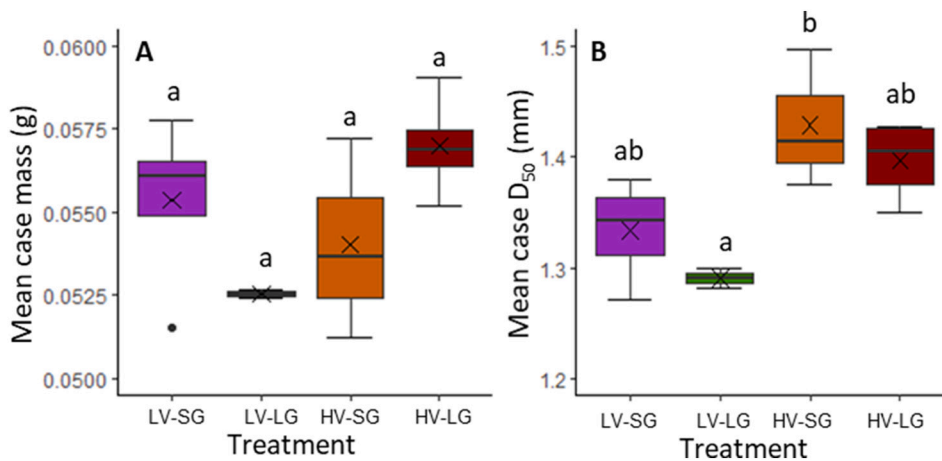 A
Mean case mass (g)
0.0600
0.0575
0.0550
0.0525
0.0500
a
a
a
a
LV-SG LV-LG HV-SG HV-LG
Treatment
B
Mean case D50 (mm)
1.5
1.4
1.3
1.2
ab
a
b
ab
LV-SG LV-LG HV-SG HV-LG
Treatment